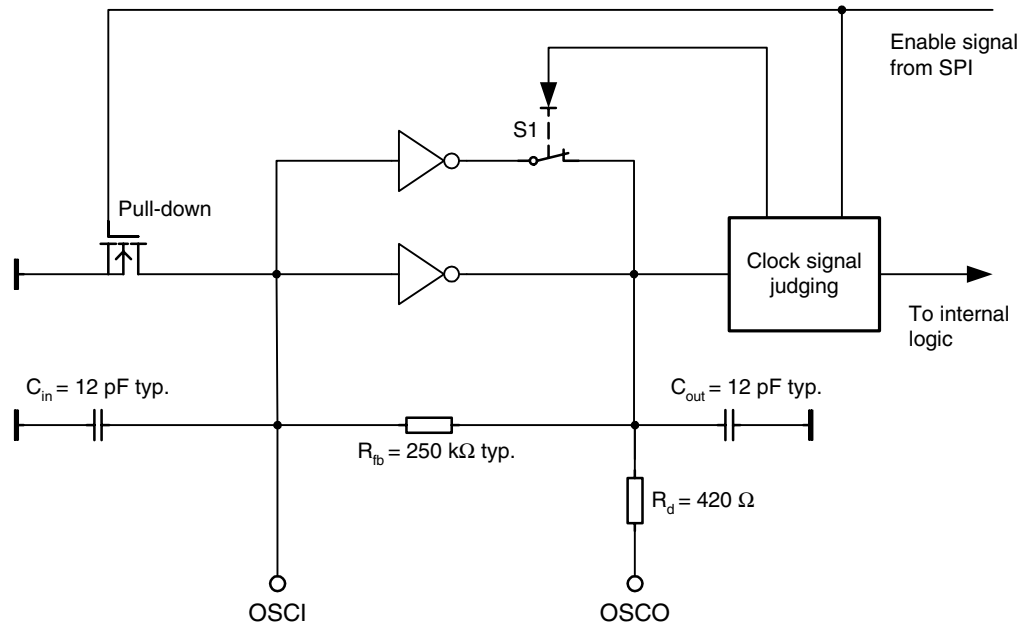 Enable signal
from SPI
S1
Pull-down
Clock signal
judging
To internal
logic
C_in = 12 pF typ.
C_out = 12 pF typ.
R_fb = 250 kΩ typ.
R_d = 420 Ω
OSCI
OSCO